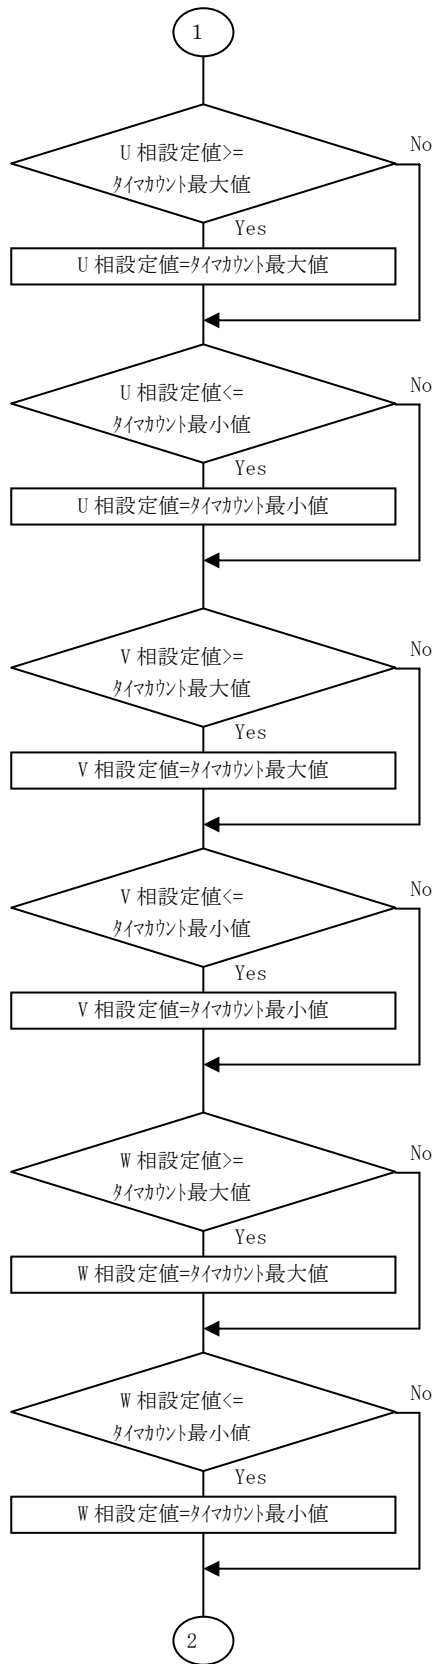 1
U 相設定値>=
ﾀｲﾏｶｳﾝﾄ最大値
No
Yes
U 相設定値=ﾀｲﾏｶｳﾝﾄ最大値
U 相設定値<=
ﾀｲﾏｶｳﾝﾄ最小値
No
Yes
U 相設定値=ﾀｲﾏｶｳﾝﾄ最小値
V 相設定値>=
ﾀｲﾏｶｳﾝﾄ最大値
No
Yes
V 相設定値=ﾀｲﾏｶｳﾝﾄ最大値
V 相設定値<=
ﾀｲﾏｶｳﾝﾄ最小値
No
Yes
V 相設定値=ﾀｲﾏｶｳﾝﾄ最小値
W 相設定値>=
ﾀｲﾏｶｳﾝﾄ最大値
No
Yes
W 相設定値=ﾀｲﾏｶｳﾝﾄ最大値
W 相設定値<=
ﾀｲﾏｶｳﾝﾄ最小値
No
Yes
W 相設定値=ﾀｲﾏｶｳﾝﾄ最小値
2